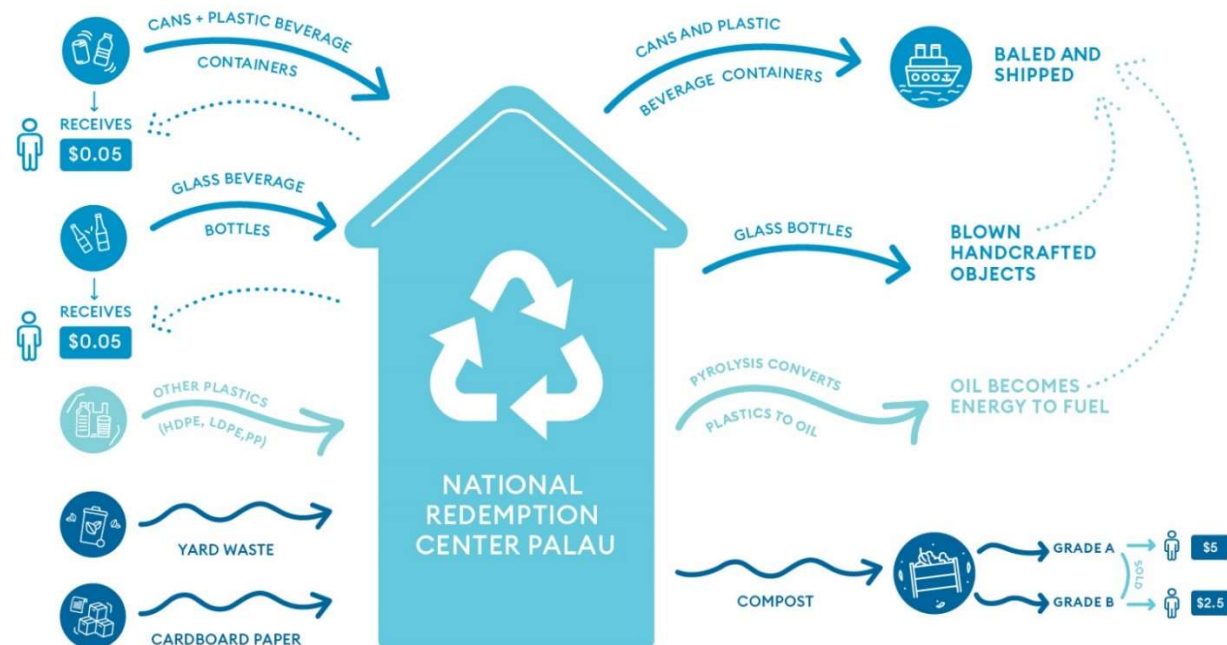 CANS + PLASTIC BEVERAGE
CONTAINERS
RECEIVES
$0.05
GLASS BEVERAGE
BOTTLES
RECEIVES
$0.05
OTHER PLASTICS
(HDPE, LDPE,PP)
YARD WASTE
CARDBOARD PAPER
NATIONAL
REDEMPTION
CENTER PALAU
CANS AND PLASTIC
BEVERAGE CONTAINERS
BALED AND
SHIPPED
GLASS BOTTLES
BLOWN
HANDCRAFTED
OBJECTS
PYROLYSIS CONVERTS
PLASTICS TO OIL
OIL BECOMES
ENERGY TO FUEL
COMPOST
GRADE A
$5
SOLD
GRADE B
$2.5